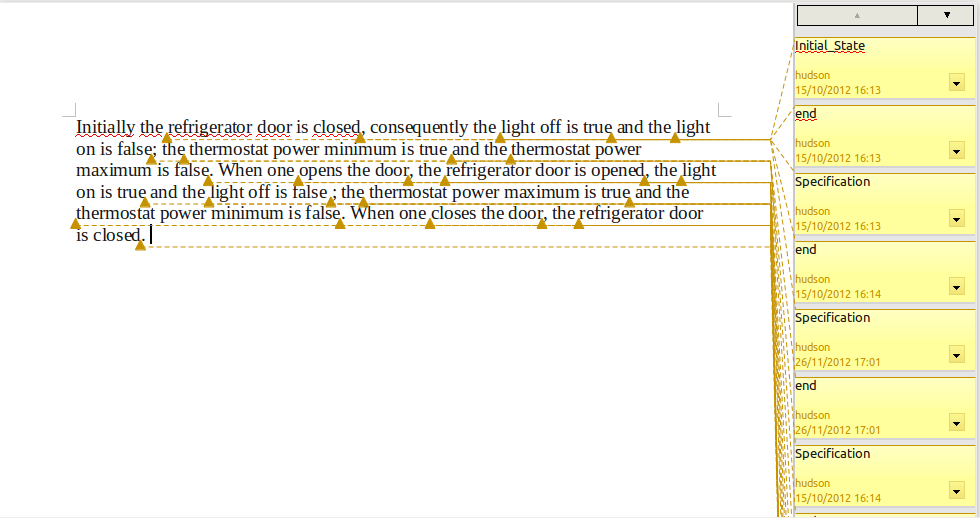 Initially the refrigerator door is closed, consequently the light off is true and the light
on is false; the thermostat power minimum is true and the thermostat power
maximum is false. When one opens the door, the refrigerator door is opened, the light
on is true and the light off is false ; the thermostat power maximum is true and the
thermostat power minimum is false. When one closes the door, the refrigerator door
is closed.
Initial_State
hudson
15/10/2012 16:13
end
hudson
15/10/2012 16:13
Specification
hudson
15/10/2012 16:13
end
hudson
15/10/2012 16:14
Specification
hudson
26/11/2012 17:01
end
hudson
26/11/2012 17:01
Specification
hudson
15/10/2012 16:14